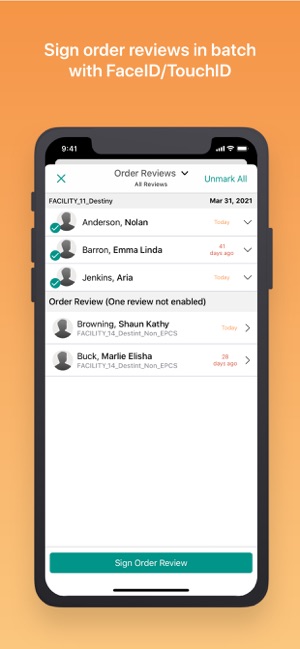 Sign order reviews in batch
with FaceID/TouchID
9:41
Order Reviews
All Reviews
Unmark All
FACILITY_11_Destiny
Mar 31, 2021
Anderson, Nolan
Today
Barron, Emma Linda
41
days ago
Jenkins, Aria
Today
Order Review (One review not enabled)
Browning, Shaun Kathy
FACILITY_14_Destint_Non_EPCS
Today
Buck, Marlie Elisha
FACILITY_14_Destint_Non_EPCS
28
days ago
Sign Order Review